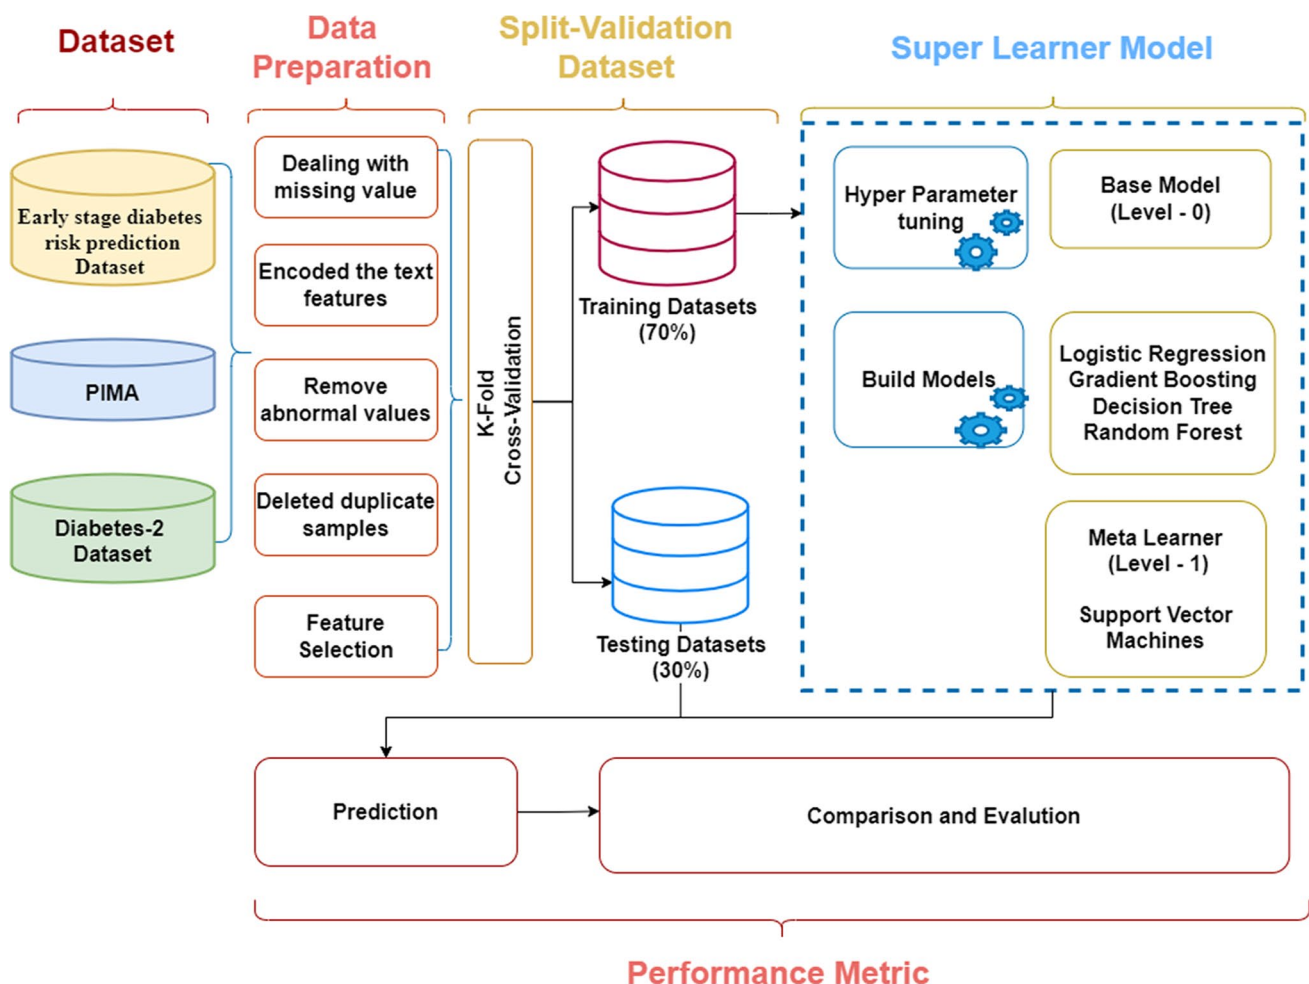 Dataset
Data
Preparation
Split-Validation
Dataset
Super Learner Model
Early stage diabetes
risk prediction
Dataset
PIMA
Diabetes-2
Dataset
Dealing with
missing value
Encoded the text
features
Remove
abnormal values
Deleted duplicate
samples
Feature
Selection
K-Fold
Cross-Validation
Training Datasets
(70%)
Testing Datasets
(30%)
Hyper Parameter
tuning
Base Model
(Level - 0)
Build Models
Logistic Regression
Gradient Boosting
Decision Tree
Random Forest
Meta Learner
(Level - 1)
Support Vector
Machines
Prediction
Comparison and Evalution
Performance Metric